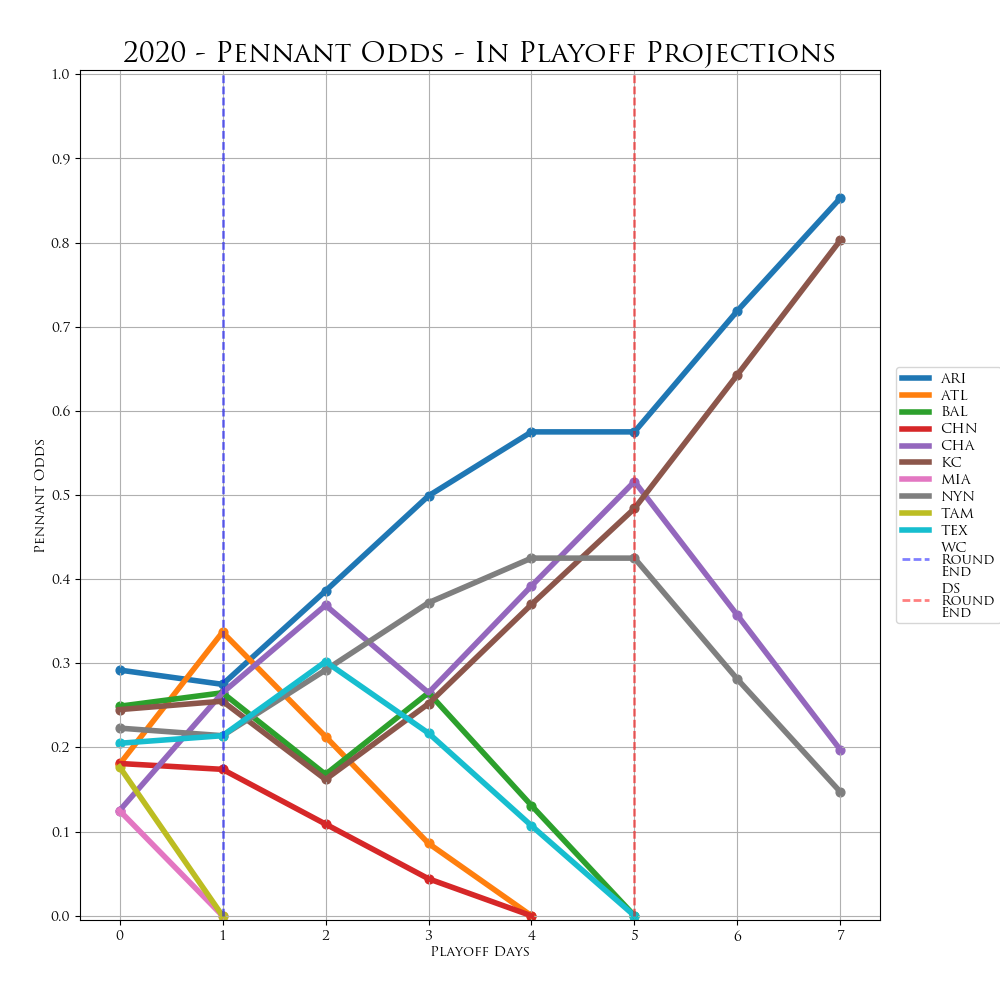 2020 - Pennant Odds - In Playoff Projections
Pennant Odds
1.0
0.9
0.8
0.7
0.6
0.5
0.4
0.3
0.2
0.1
0.0
0 1 2 3 4 5 6 7
Playoff Days
ARI
ATL
BAL
CHN
CHA
KC
MIA
NYN
TAM
TEX
WC
Round
End
DS
Round
End